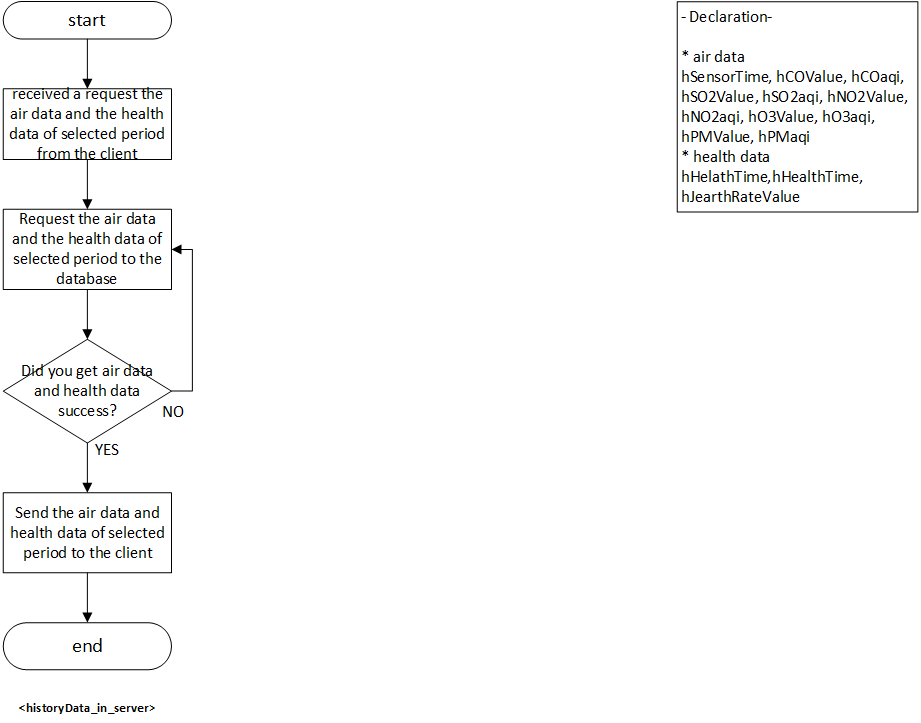 start
received a request the
air data and the health
data of selected period
from the client
Request the air data
and the health data of
selected period to the
database
Did you get air data
and health data
success?
NO
YES
Send the air data and
health data of selected
period to the client
end
<historyData_in_server>
- Declaration-
* air data
hSensorTime, hCOValue, hCOaqi,
hSO2Value, hSO2aqi, hNO2Value,
hNO2aqi, hO3Value, hO3aqi,
hPMValue, hPMaqi
* health data
hHelathTime,hHealthTime,
hJearthRateValue